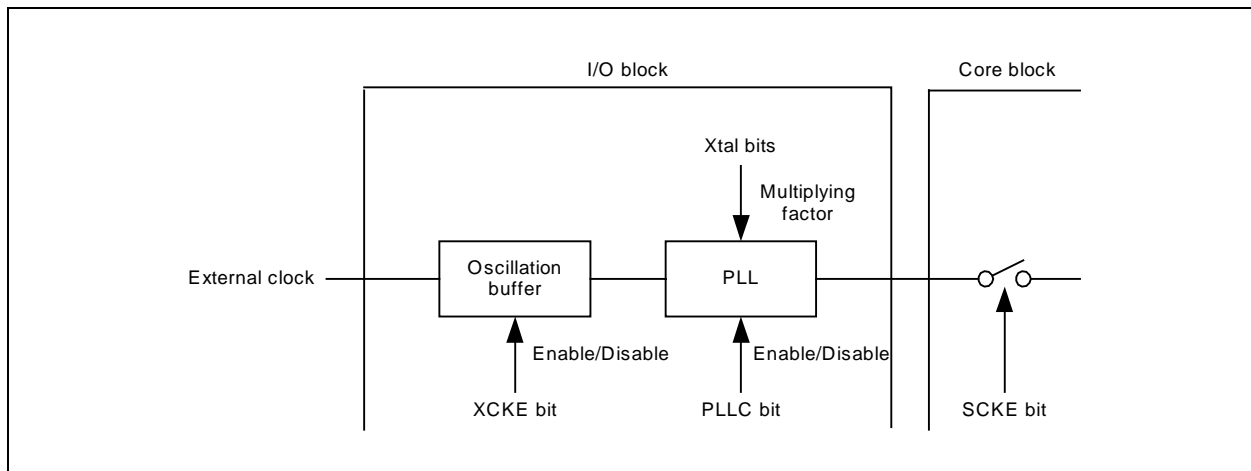 I/O block
Core block
Xtal bits
Multiplying
factor
External clock
Oscillation
buffer
PLL
Enable/Disable
Enable/Disable
XCKE bit
PLLC bit
SCKE bit